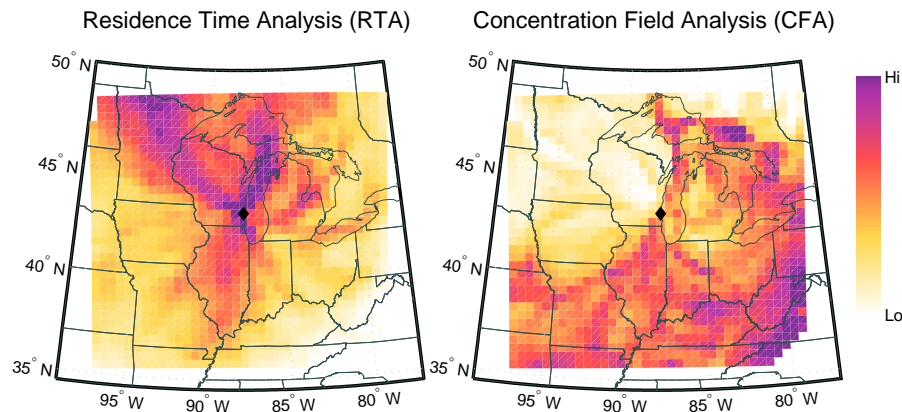 Residence Time Analysis (RTA)
Concentration Field Analysis (CFA)
50° N
45° N
40° N
35° N
95° W
90° W
85° W
80° W
50° N
45° N
40° N
35° N
95° W
90° W
85° W
80° W
Hi
Lo